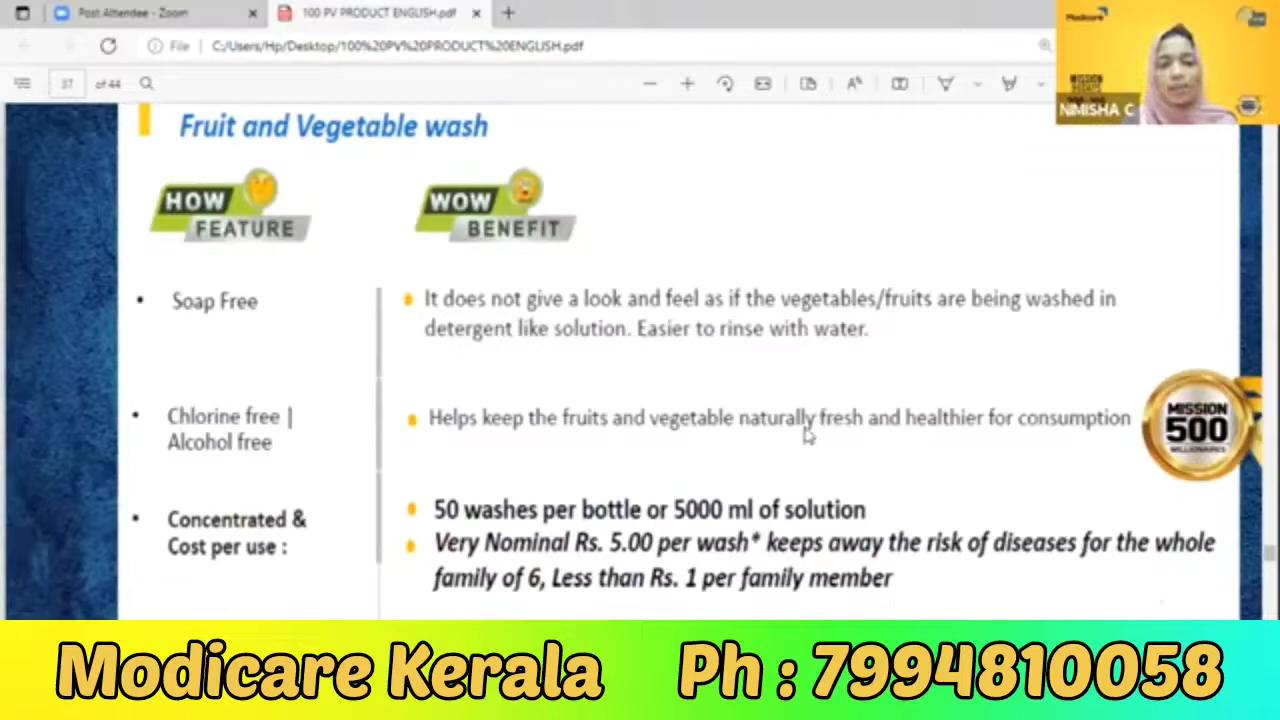 Post Attendee - Zoom
100 PV PRODUCT ENGLISH.pdf
File
C:/Users/Hp/Desktop/100%20PV%20PRODUCT%20ENGLISH.pdf
37 of 44
Modicare
NIMISHA C
Fruit and Vegetable wash
HOW
FEATURE
WOW
BENEFIT
• Soap Free
It does not give a look and feel as if the vegetables/fruits are being washed in
detergent like solution. Easier to rinse with water.
• Chlorine free |
Alcohol free
Helps keep the fruits and vegetable naturally fresh and healthier for consumption
MISSION
500
MILLIONAIRES
• Concentrated &
Cost per use :
50 washes per bottle or 5000 ml of solution
Very Nominal Rs. 5.00 per wash* keeps away the risk of diseases for the whole
family of 6, Less than Rs. 1 per family member
Modicare Kerala Ph : 7994810058